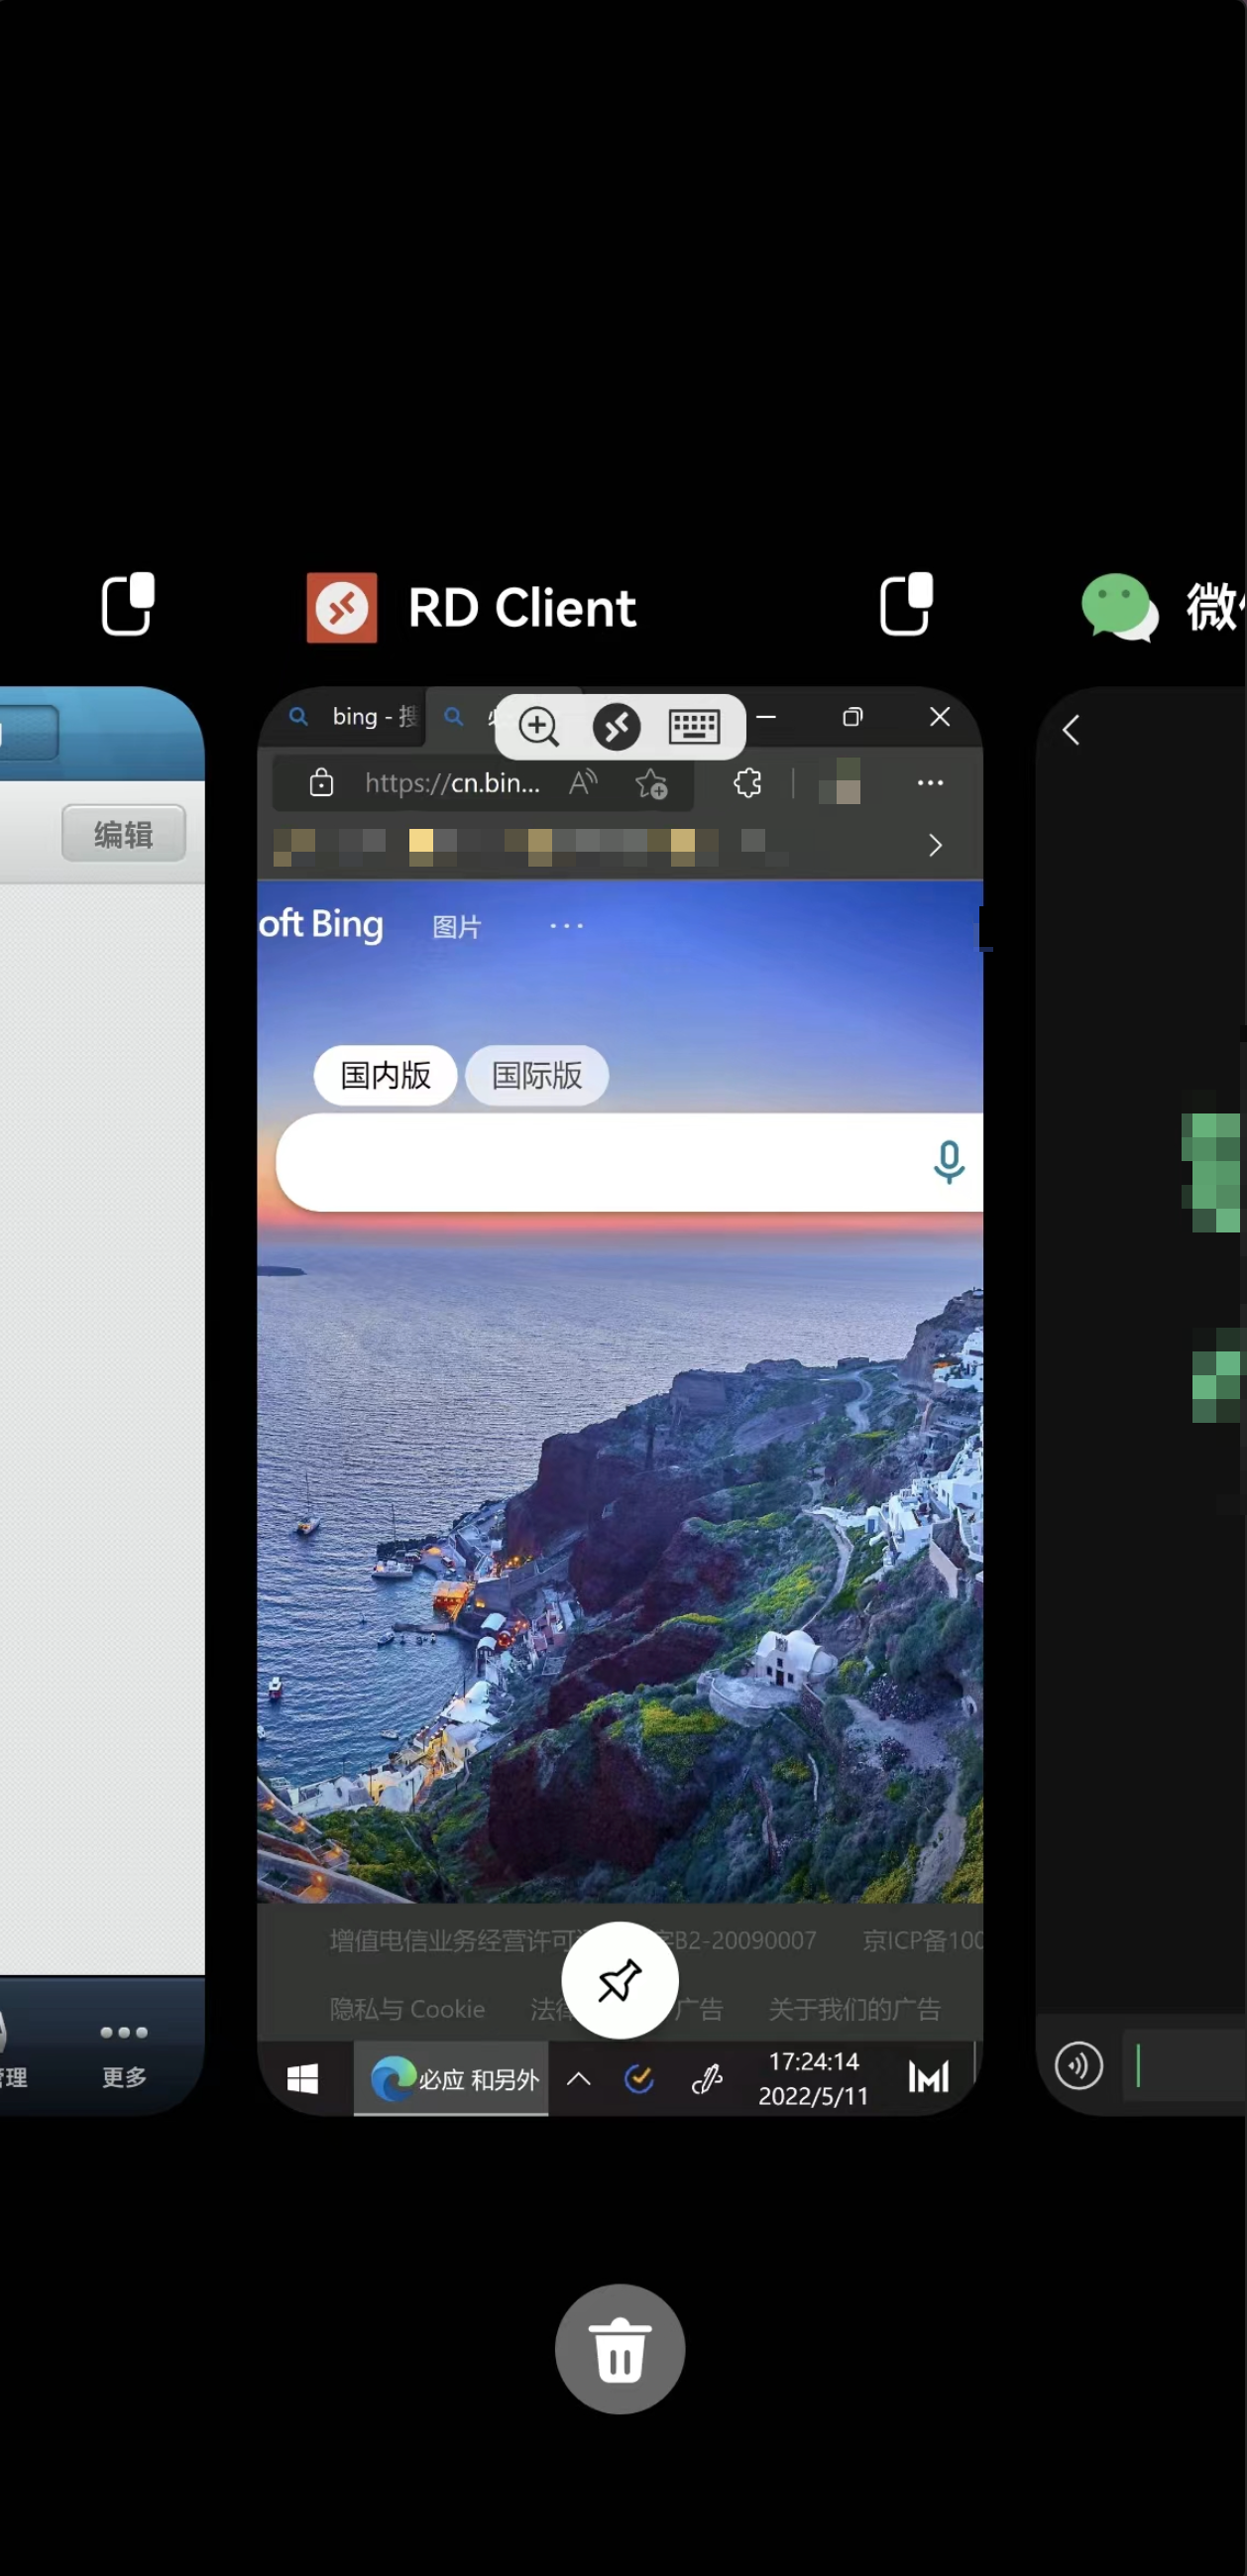 RD Client
微
bing - 搜
https://cn.bin...
编辑
oft Bing
图片
国内版
国际版
增值电信业务经营许可
B2-20090007
京ICP备100
隐私与 Cookie
法律
广告
关于我们的广告
理
更多
必应 和另外
17:24:14
2022/5/11